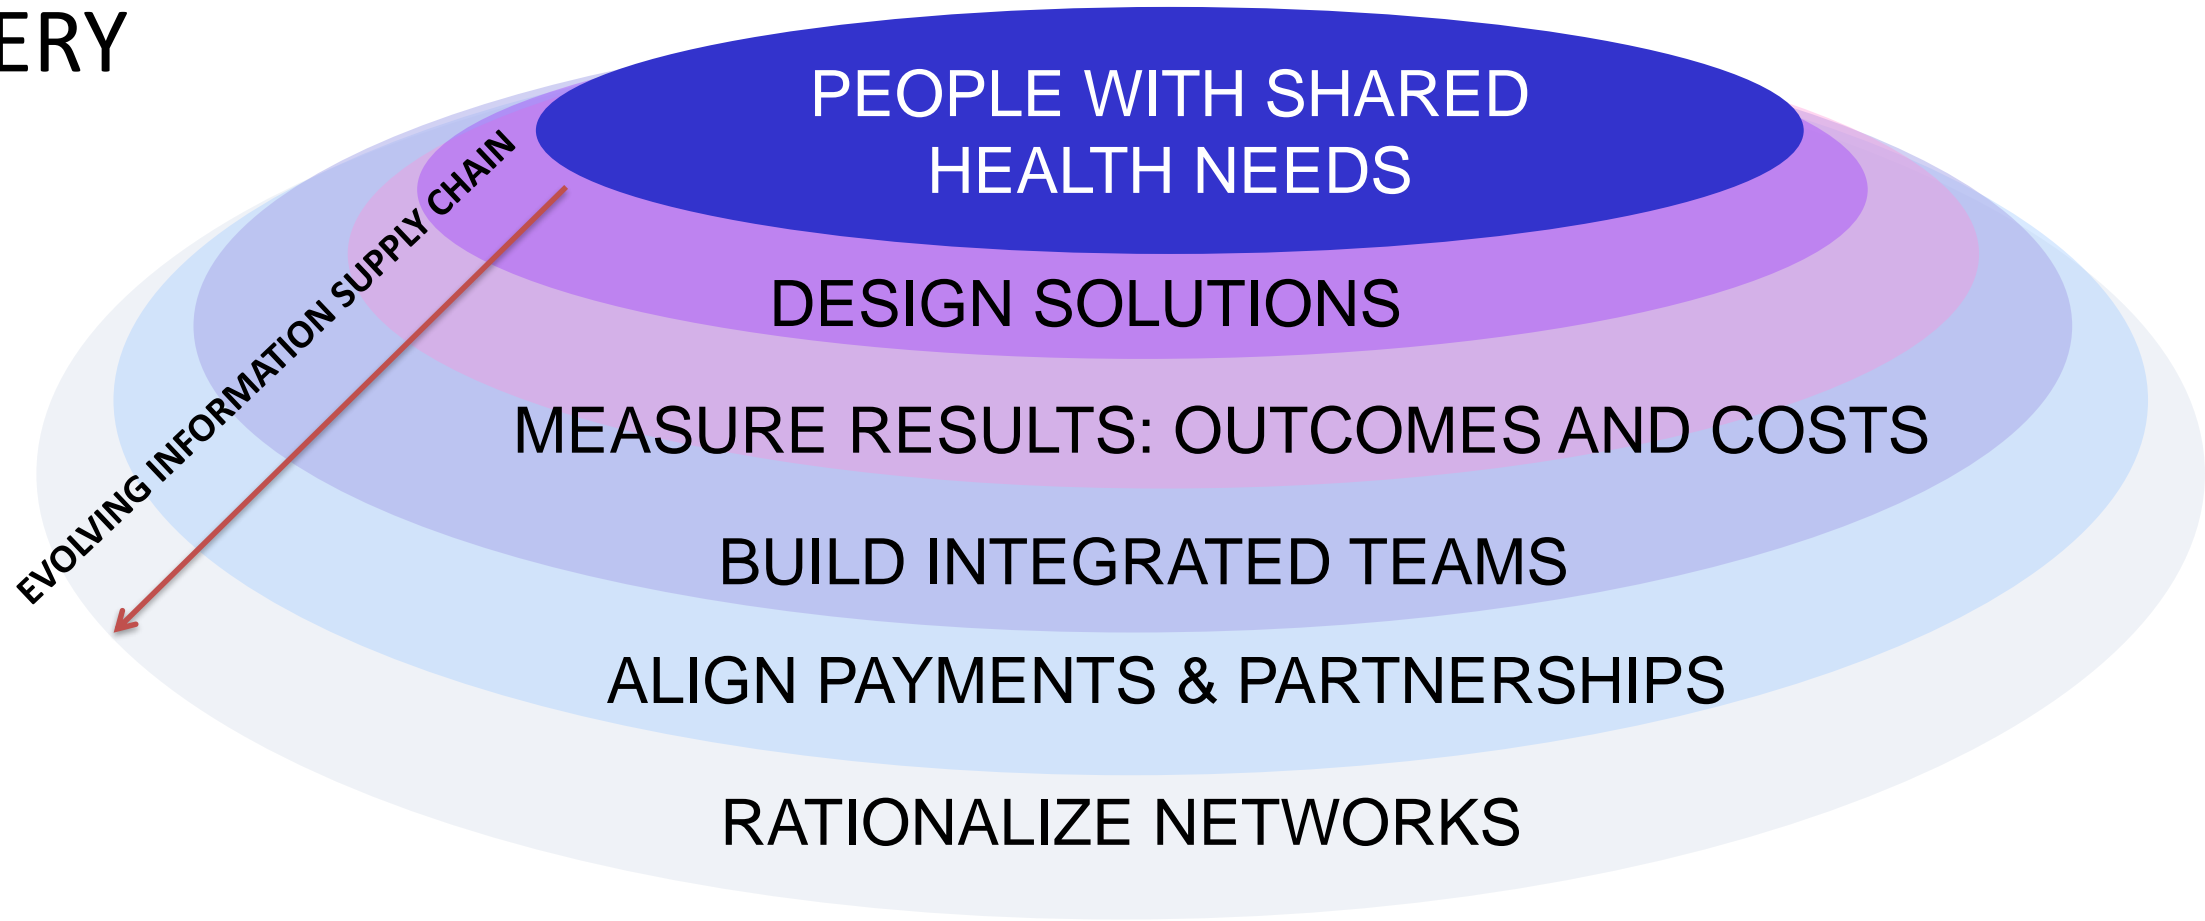 ERY
PEOPLE WITH SHARED
HEALTH NEEDS
EVOLVING INFORMATION SUPPLY CHAIN
DESIGN SOLUTIONS
MEASURE RESULTS: OUTCOMES AND COSTS
BUILD INTEGRATED TEAMS
ALIGN PAYMENTS & PARTNERSHIPS
RATIONALIZE NETWORKS